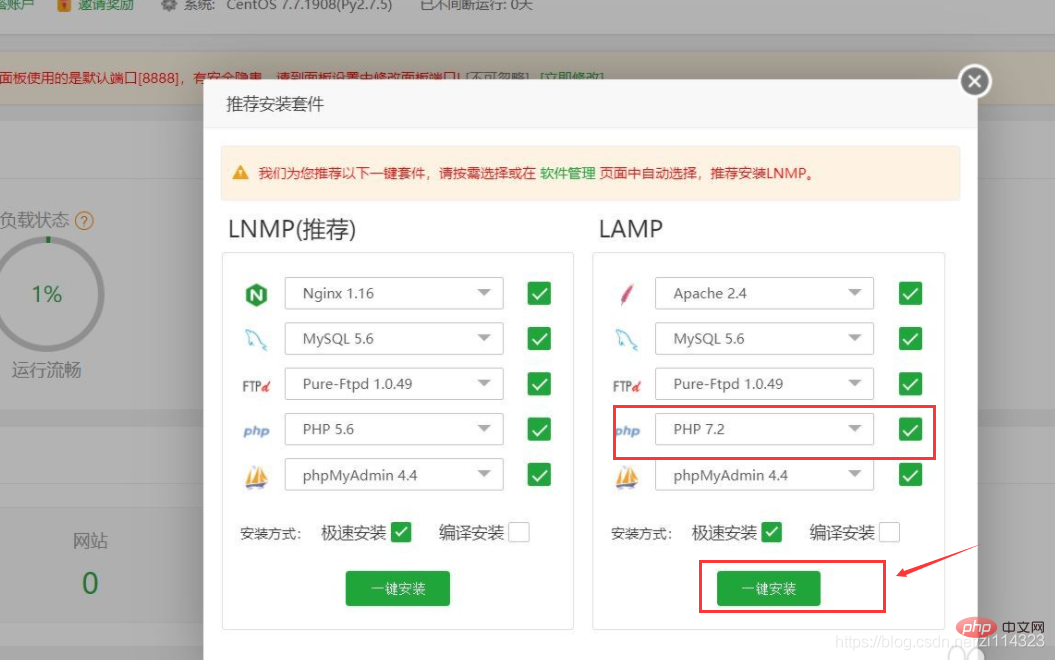 邀请奖励 系统: CentOS 7.7.1908(Py2.7.5) 已不间断运行: 0天
面板使用的是默认端口[8888]，有安全隐患，请到面板设置中修改面板端口! [不可忽略] [立即修改]
推荐安装套件
我们为您推荐以下一键套件，请按需选择或在 软件管理 页面中自动选择，推荐安装LNMP。
负载状态 ?
1%
运行流畅
网站
0
LNMP(推荐)
Nginx 1.16
MySQL 5.6
FTPd Pure-Ftpd 1.0.49
php PHP 5.6
phpMyAdmin 4.4
安装方式: 极速安装 编译安装
一键安装
LAMP
Apache 2.4
MySQL 5.6
FTPd Pure-Ftpd 1.0.49
php PHP 7.2
phpMyAdmin 4.4
安装方式: 极速安装 编译安装
一键安装
php 中文网
https://blog.csdn.net/zl114323